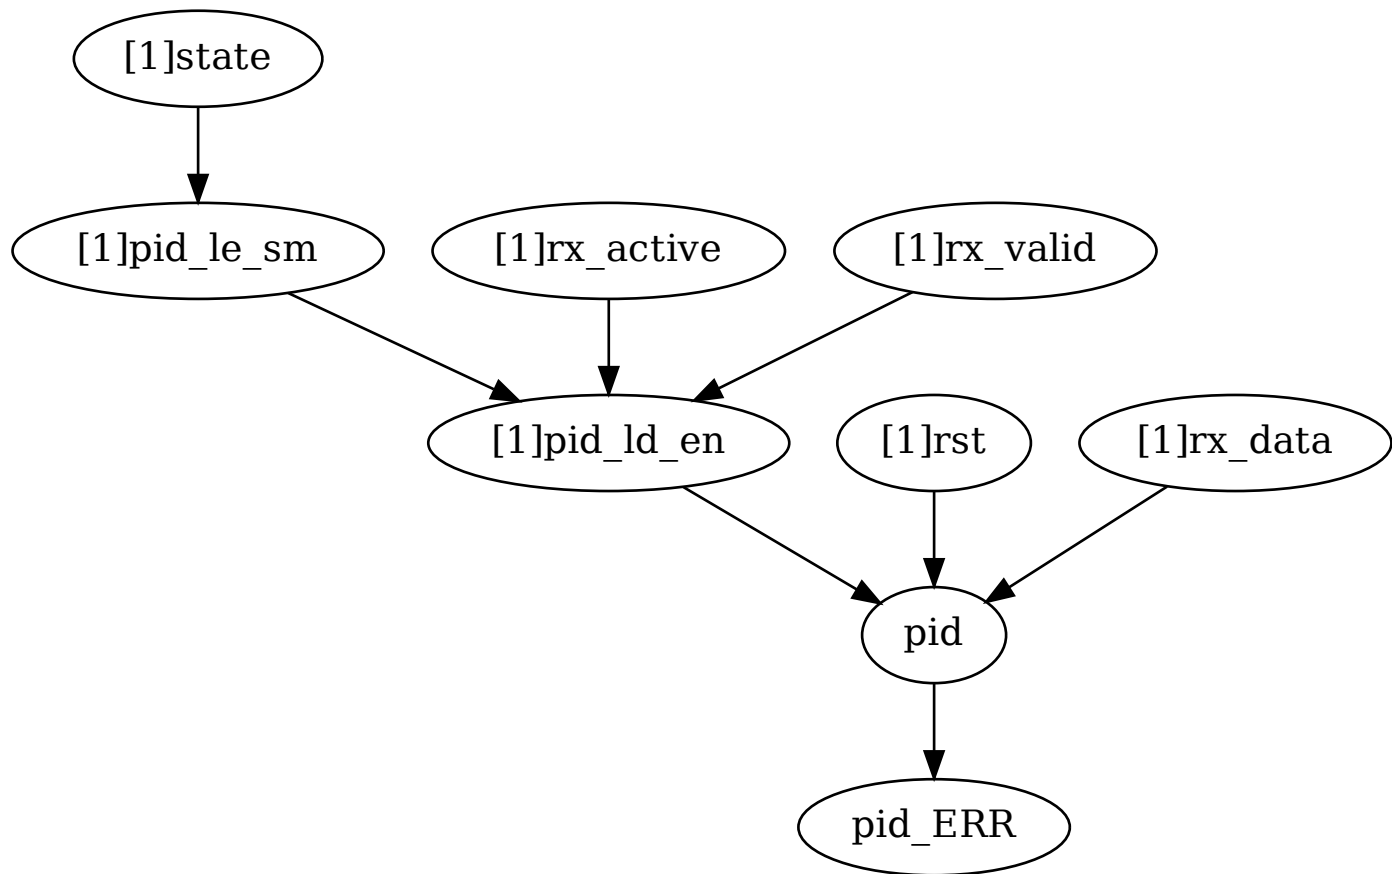 [1]state
[1]pid_le_sm
[1]rx_active
[1]rx_valid
[1]pid_ld_en
[1]rst
[1]rx_data
pid
pid_ERR